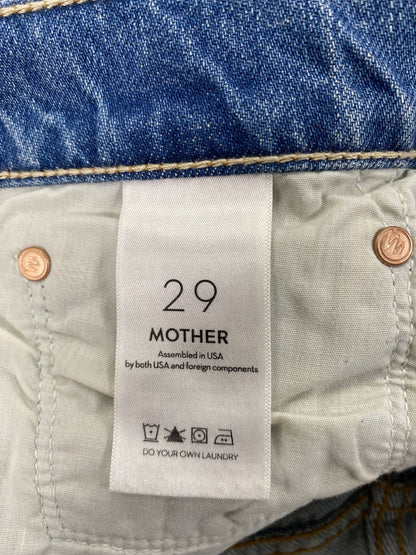 29
MOTHER
Assembled in USA
by both USA and foreign components
DO YOUR OWN LAUNDRY